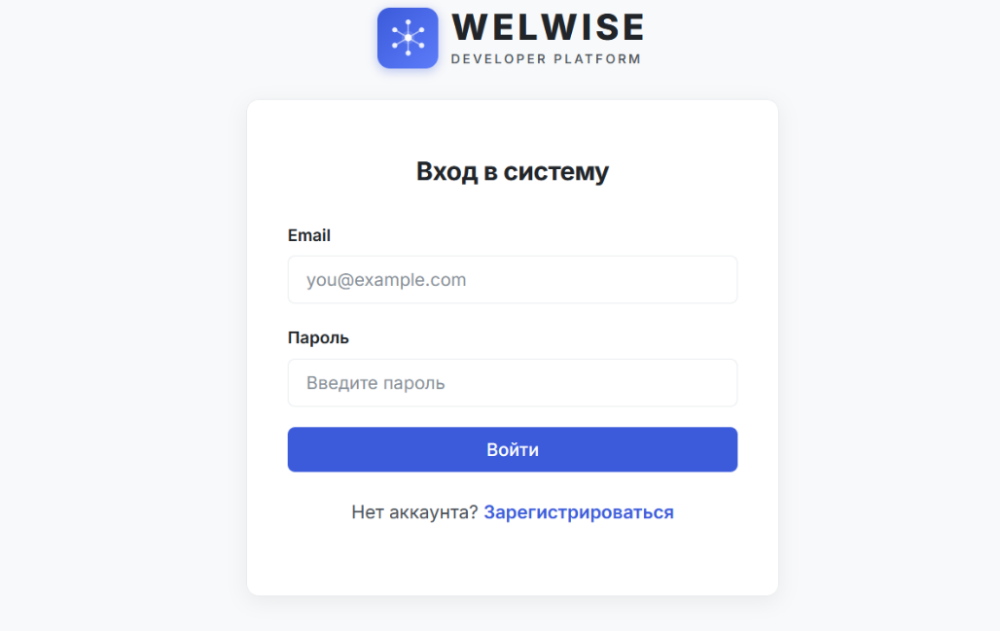 WELWISE
DEVELOPER PLATFORM
Вход в систему
Email
you@example.com
Пароль
Введите пароль
Войти
Нет аккаунта? Зарегистрироваться